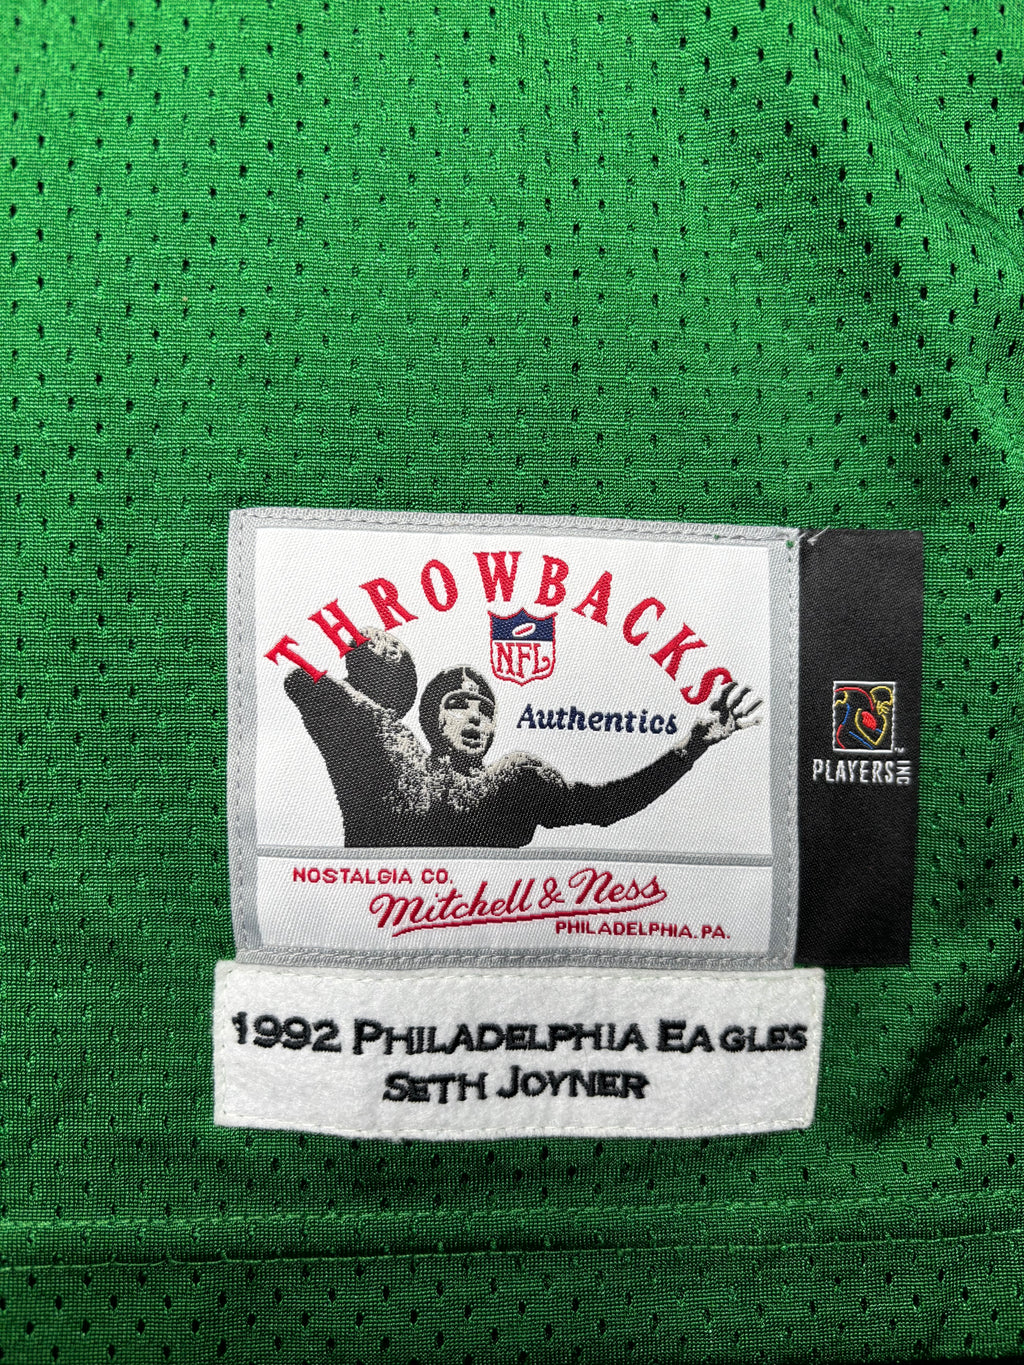 THROWBACKS
NFL
Authentics
PLAYERS INC
NOSTALGIA CO.
Mitchell & Ness
PHILADELPHIA. PA.
1992 PHILADELPHIA EAGLES
SETH JOYNER